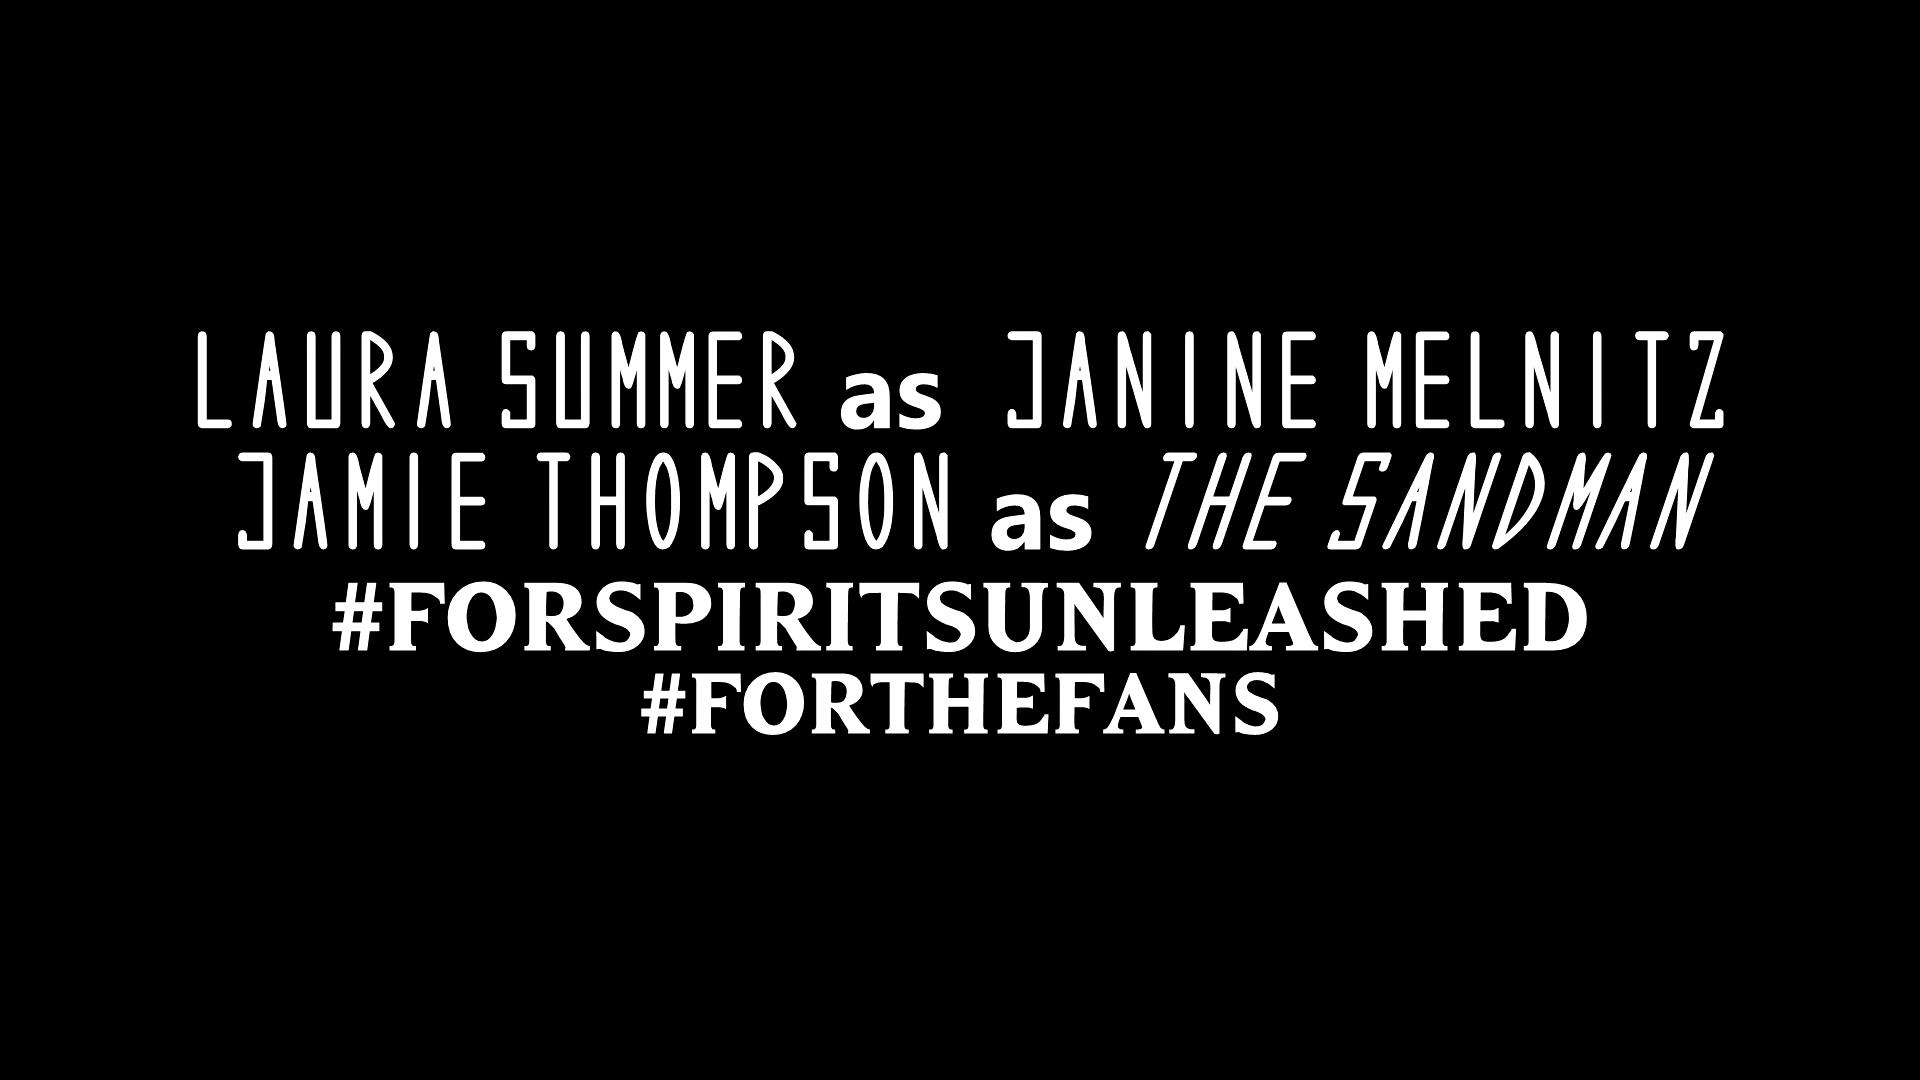 LAURA SUMMER as JANINE MELNITZ
JAMIE THOMPSON as THE SANDMAN
#FORSPIRITSUNLEASHED
#FORTHEFANS